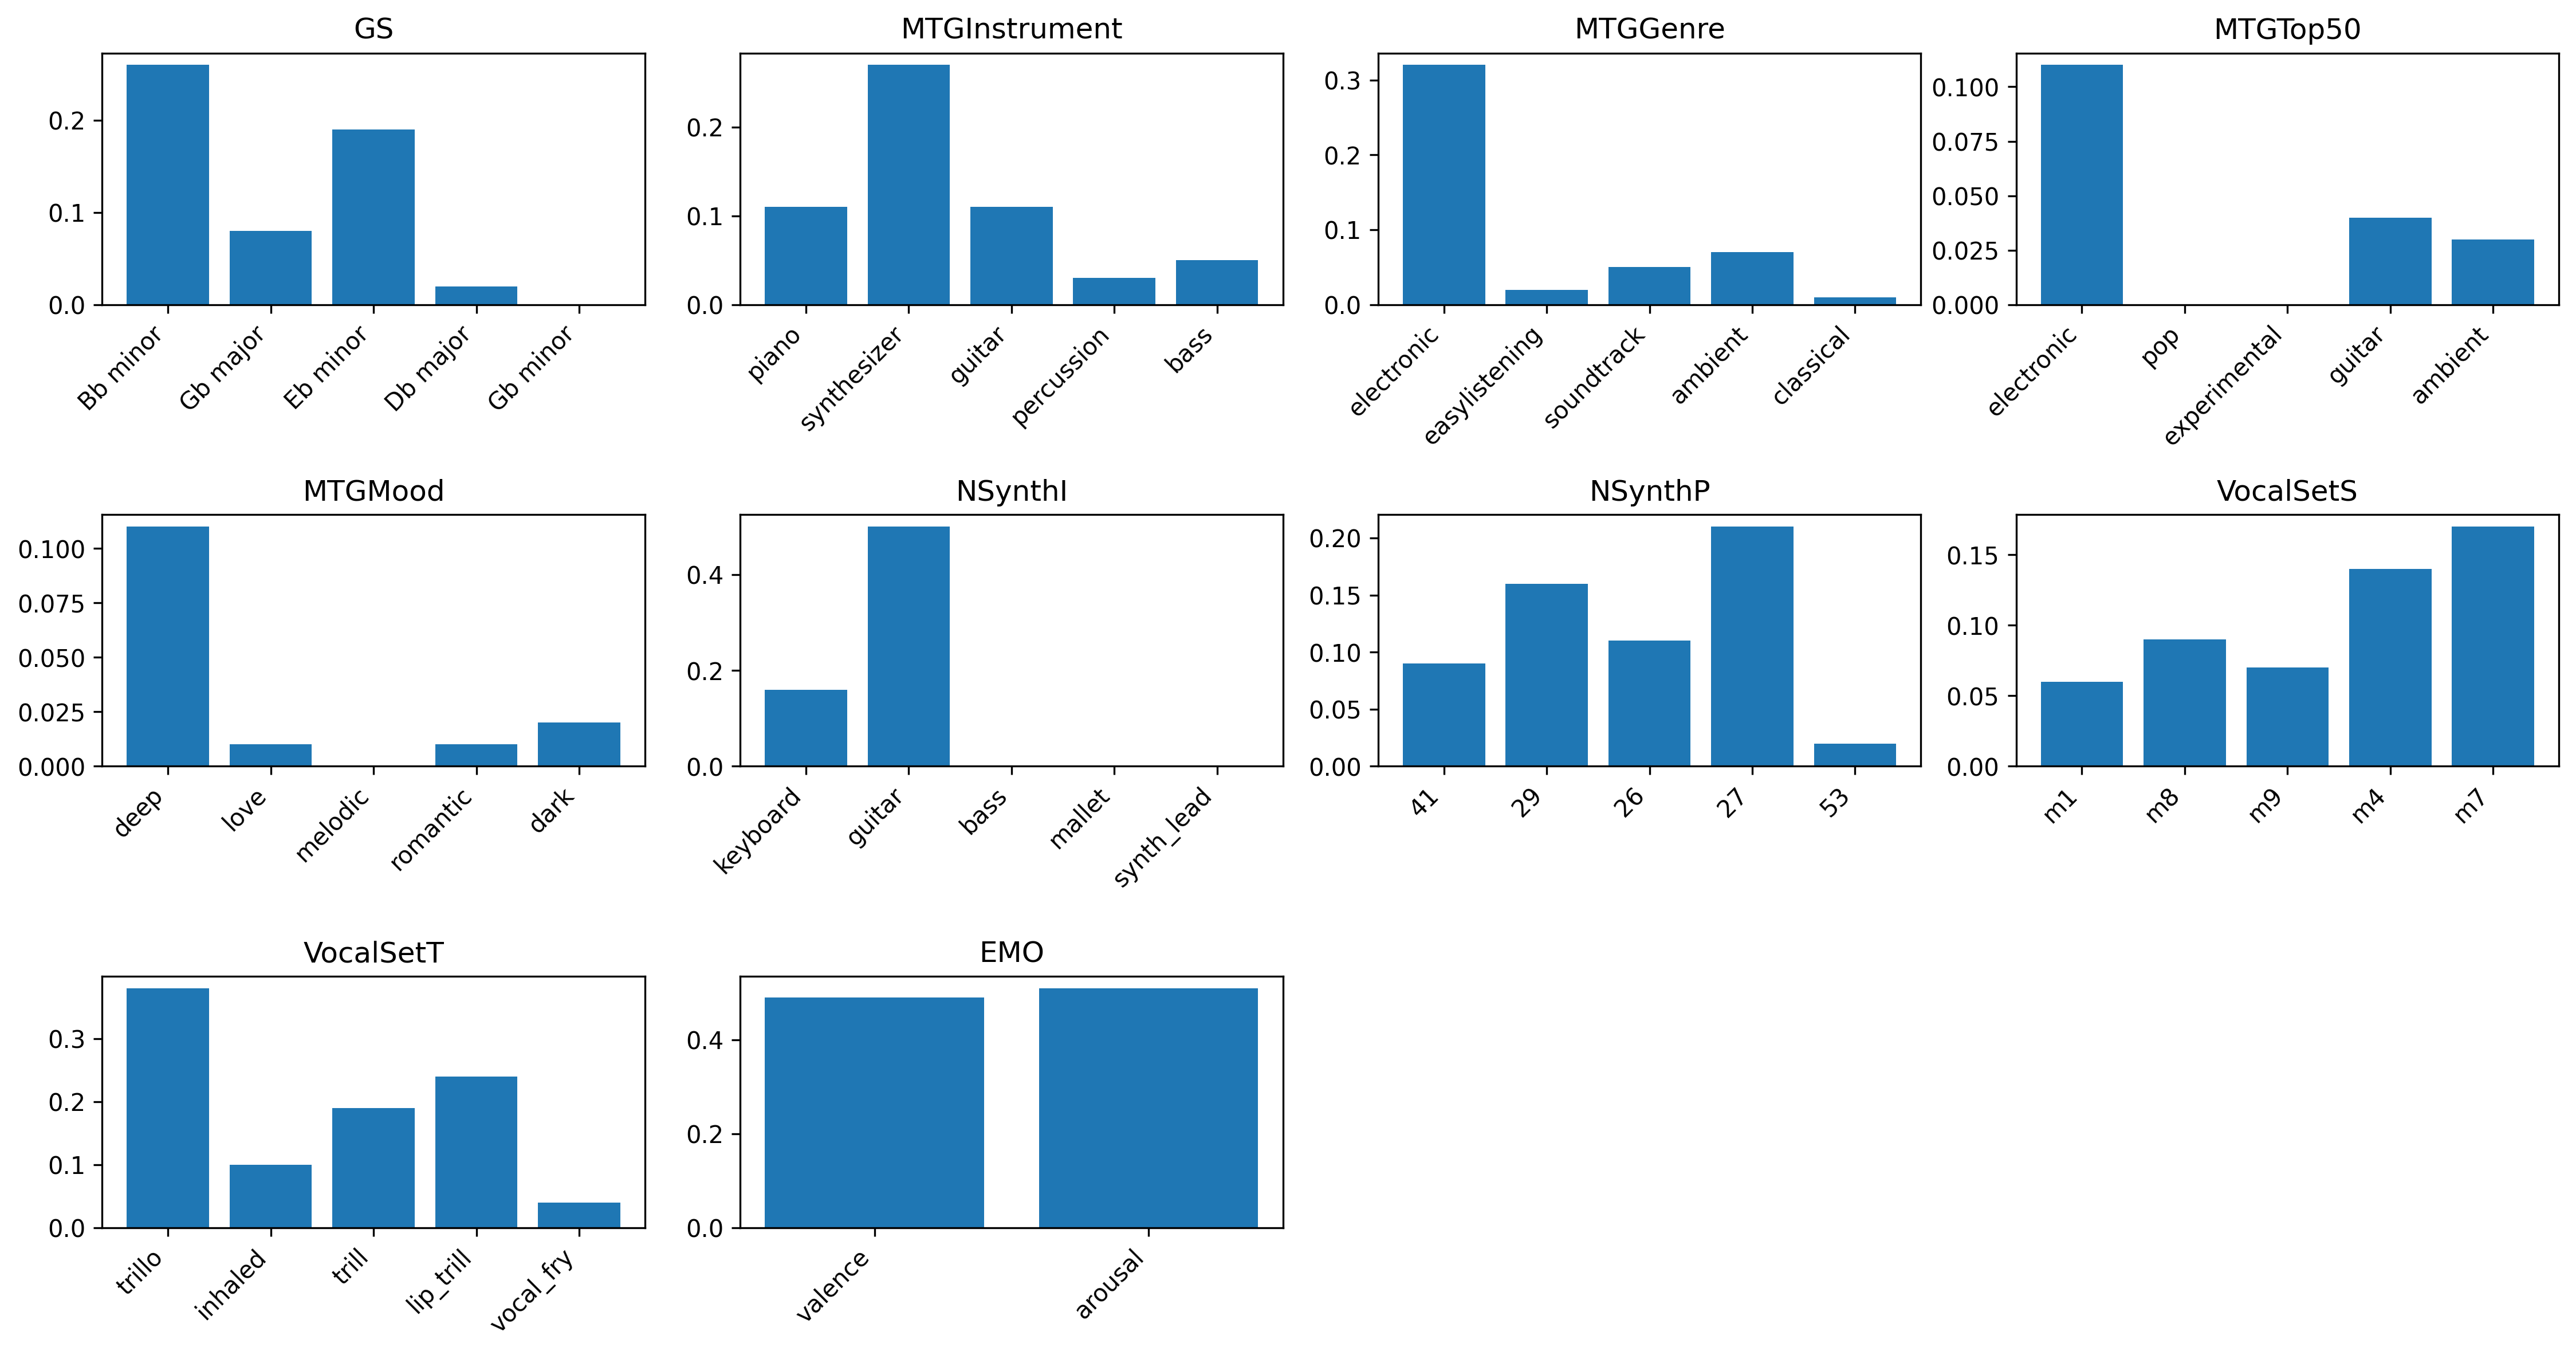 GS
0.2
0.1
0.0
Bb minor
Gb major
Eb minor
Db major
Gb minor
MTGInstrument
0.2
0.1
0.0
piano
synthesizer
guitar
percussion
bass
MTGGenre
0.3
0.2
0.1
0.0
electronic
easylistening
soundtrack
ambient
classical
MTGTop50
0.100
0.075
0.050
0.025
0.000
electronic
pop
experimental
guitar
ambient
MTGMood
0.100
0.075
0.050
0.025
0.000
deep
love
melodic
romantic
dark
NSynthI
0.4
0.2
0.0
keyboard
guitar
bass
mallet
synth_lead
NSynthP
0.20
0.15
0.10
0.05
0.00
41
29
26
27
53
VocalSetS
0.15
0.10
0.05
0.00
m1
m8
m9
m4
m7
VocalSetT
0.3
0.2
0.1
0.0
trillo
inhaled
trill
lip_trill
vocal_fry
EMO
0.4
0.2
0.0
valence
arousal